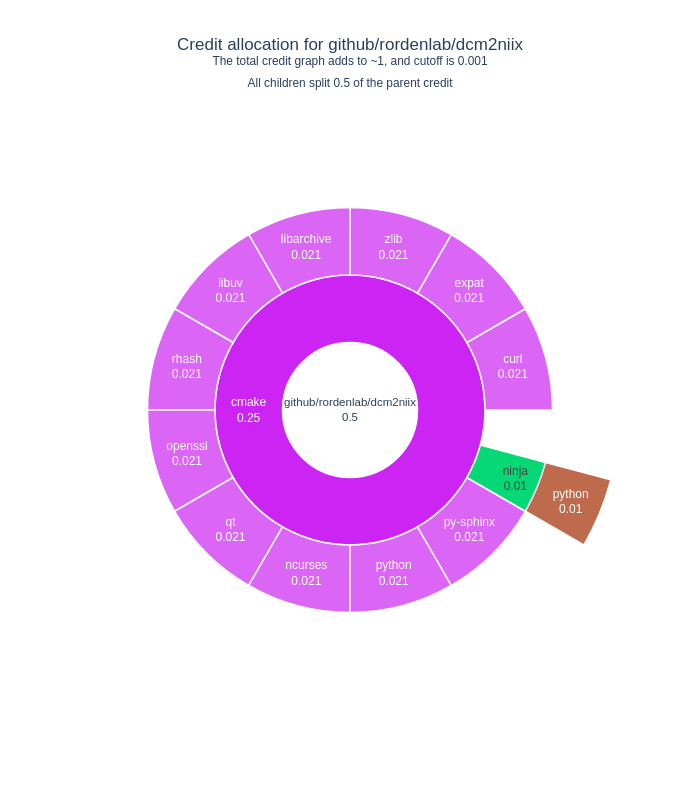 Credit allocation for github/rordenlab/dcm2niix
The total credit graph adds to ~1, and cutoff is 0.001
All children split 0.5 of the parent credit
libarchive
0.021
zlib
0.021
libuv
0.021
expat
0.021
rhash
0.021
curl
0.021
cmake
0.25
github/rordenlab/dcm2niix
0.5
openssl
0.021
ninja
0.01
python
0.01
qt
0.021
py-sphinx
0.021
ncurses
0.021
python
0.021